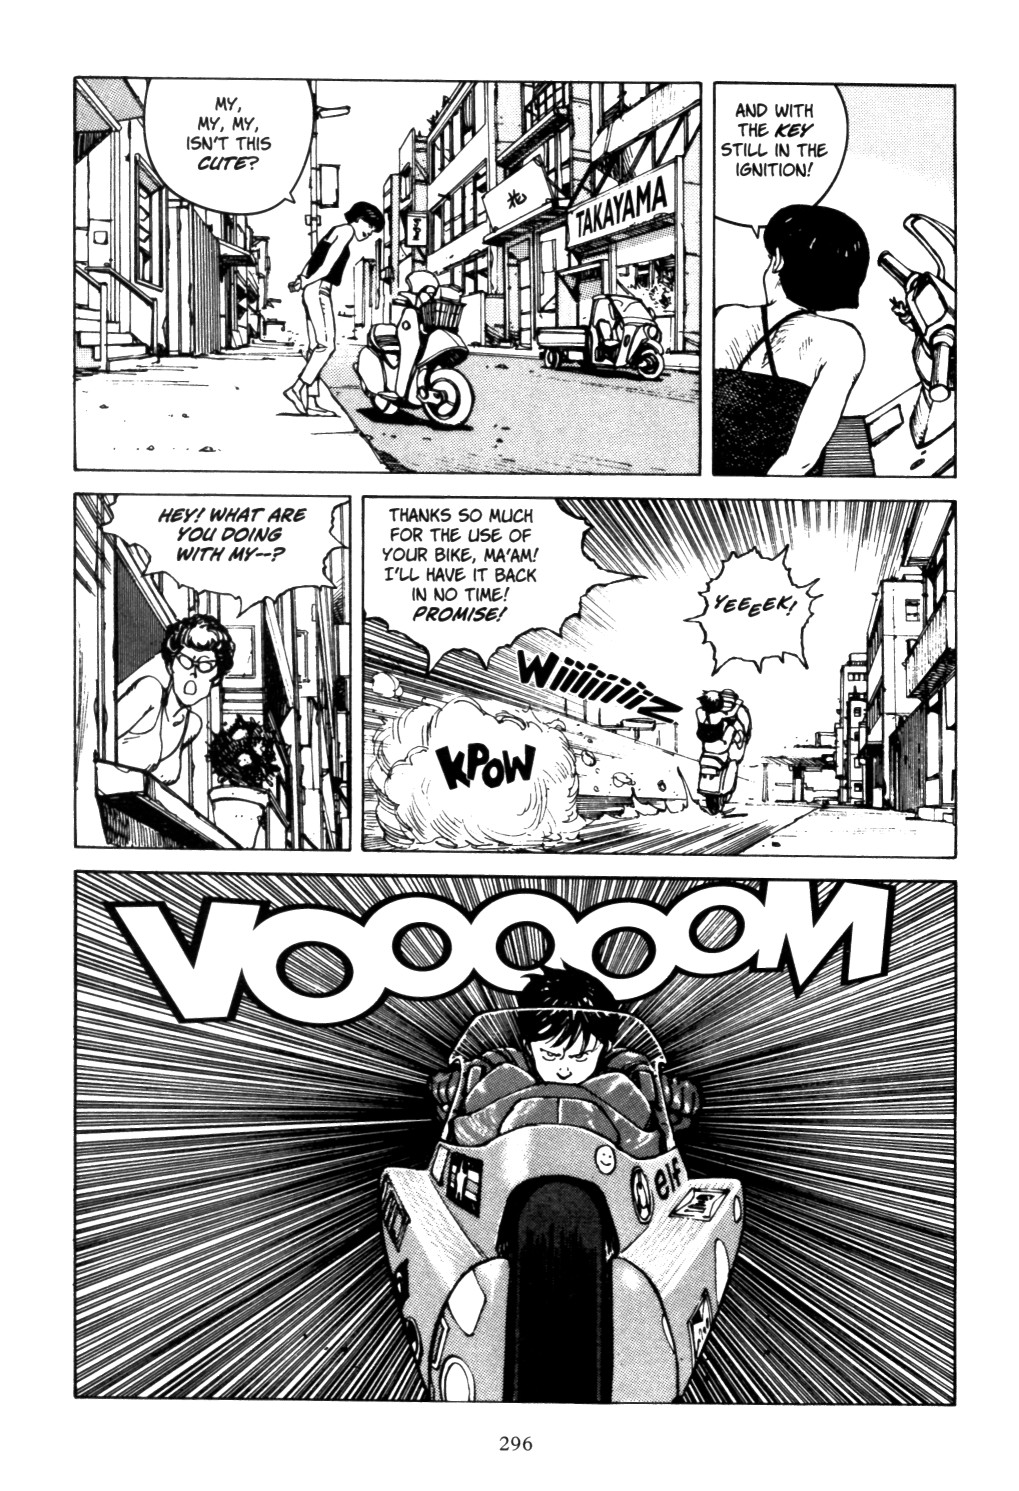 MY,
MY, MY,
ISN'T THIS
CUTE?
TAKAYAMA
AND WITH
THE KEY
STILL IN THE
IGNITION!
HEY! WHAT ARE
YOU DOING
WITH MY--?
THANKS SO MUCH
FOR THE USE OF
YOUR BIKE, MA'AM!
I'LL HAVE IT BACK
IN NO TIME!
PROMISE!
YEEEEK!
WiiiiiiiiZ
KPOW
VOOOOOM
elf
296